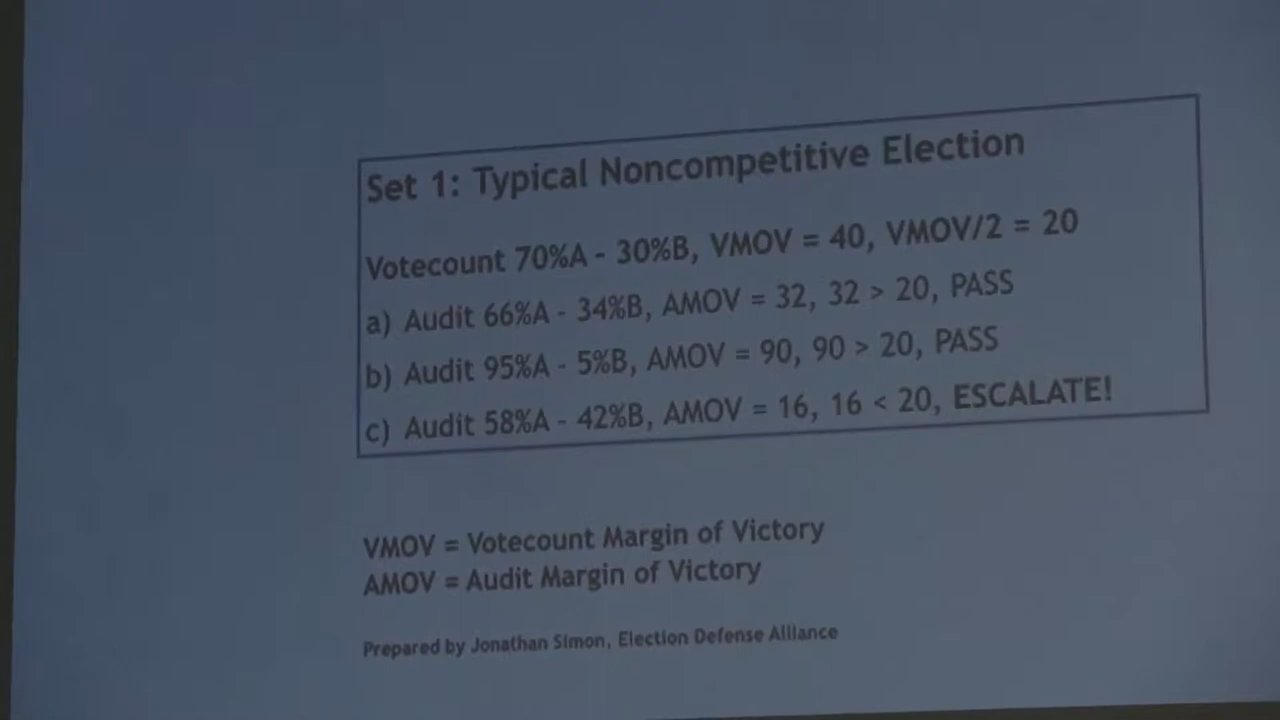 Set 1: Typical Noncompetitive Election
Votecount 70%A - 30%B, VMOV = 40, VMOV/2 = 20
a) Audit 66%A - 34%B, AMOV = 32, 32 > 20, PASS
b) Audit 95%A - 5%B, AMOV = 90, 90 > 20, PASS
c) Audit 58%A - 42%B, AMOV = 16, 16 < 20, ESCALATE!
VMOV = Votecount Margin of Victory
AMOV = Audit Margin of Victory
Prepared by Jonathan Simon, Election Defense Alliance